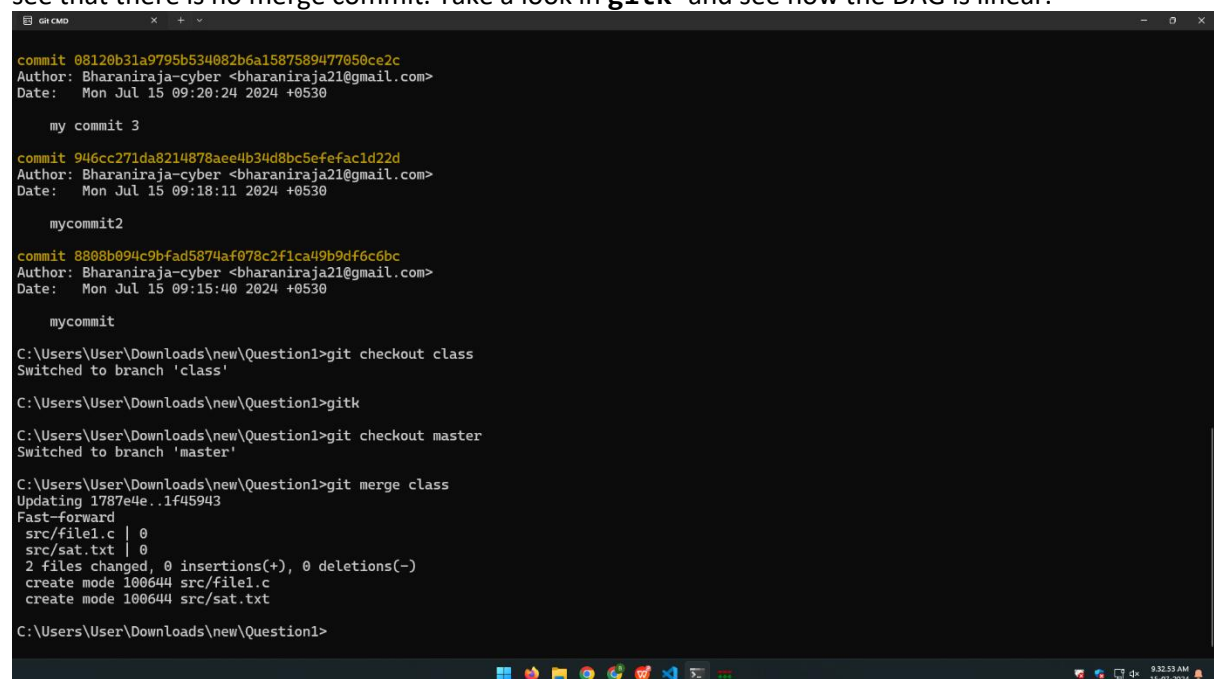 see that there is no merge commit. Take a look in gitk and see how the DAG is linear.
Git CMD
commit 08120b31a9795b534082b6a1587589477050ce2c
Author: Bharaniraja-cyber <bharaniraja21@gmail.com>
Date:   Mon Jul 15 09:20:24 2024 +0530
my commit 3
commit 946cc271da8214878aee4b34d8bc5efefac1d22d
Author: Bharaniraja-cyber <bharaniraja21@gmail.com>
Date:   Mon Jul 15 09:18:11 2024 +0530
mycommit2
commit 8808b094c9bfad5874af078c2f1ca49b9df6c6bc
Author: Bharaniraja-cyber <bharaniraja21@gmail.com>
Date:   Mon Jul 15 09:15:40 2024 +0530
mycommit
C:\Users\User\Downloads\new\Question1>git checkout class
Switched to branch 'class'
C:\Users\User\Downloads\new\Question1>gitk
C:\Users\User\Downloads\new\Question1>git checkout master
Switched to branch 'master'
C:\Users\User\Downloads\new\Question1>git merge class
Updating 1787e4e..1f45943
Fast-forward
src/file1.c | 0
src/sat.txt | 0
2 files changed, 0 insertions(+), 0 deletions(-)
create mode 100644 src/file1.c
create mode 100644 src/sat.txt
C:\Users\User\Downloads\new\Question1>
9.32.53 AM
15-07-2024